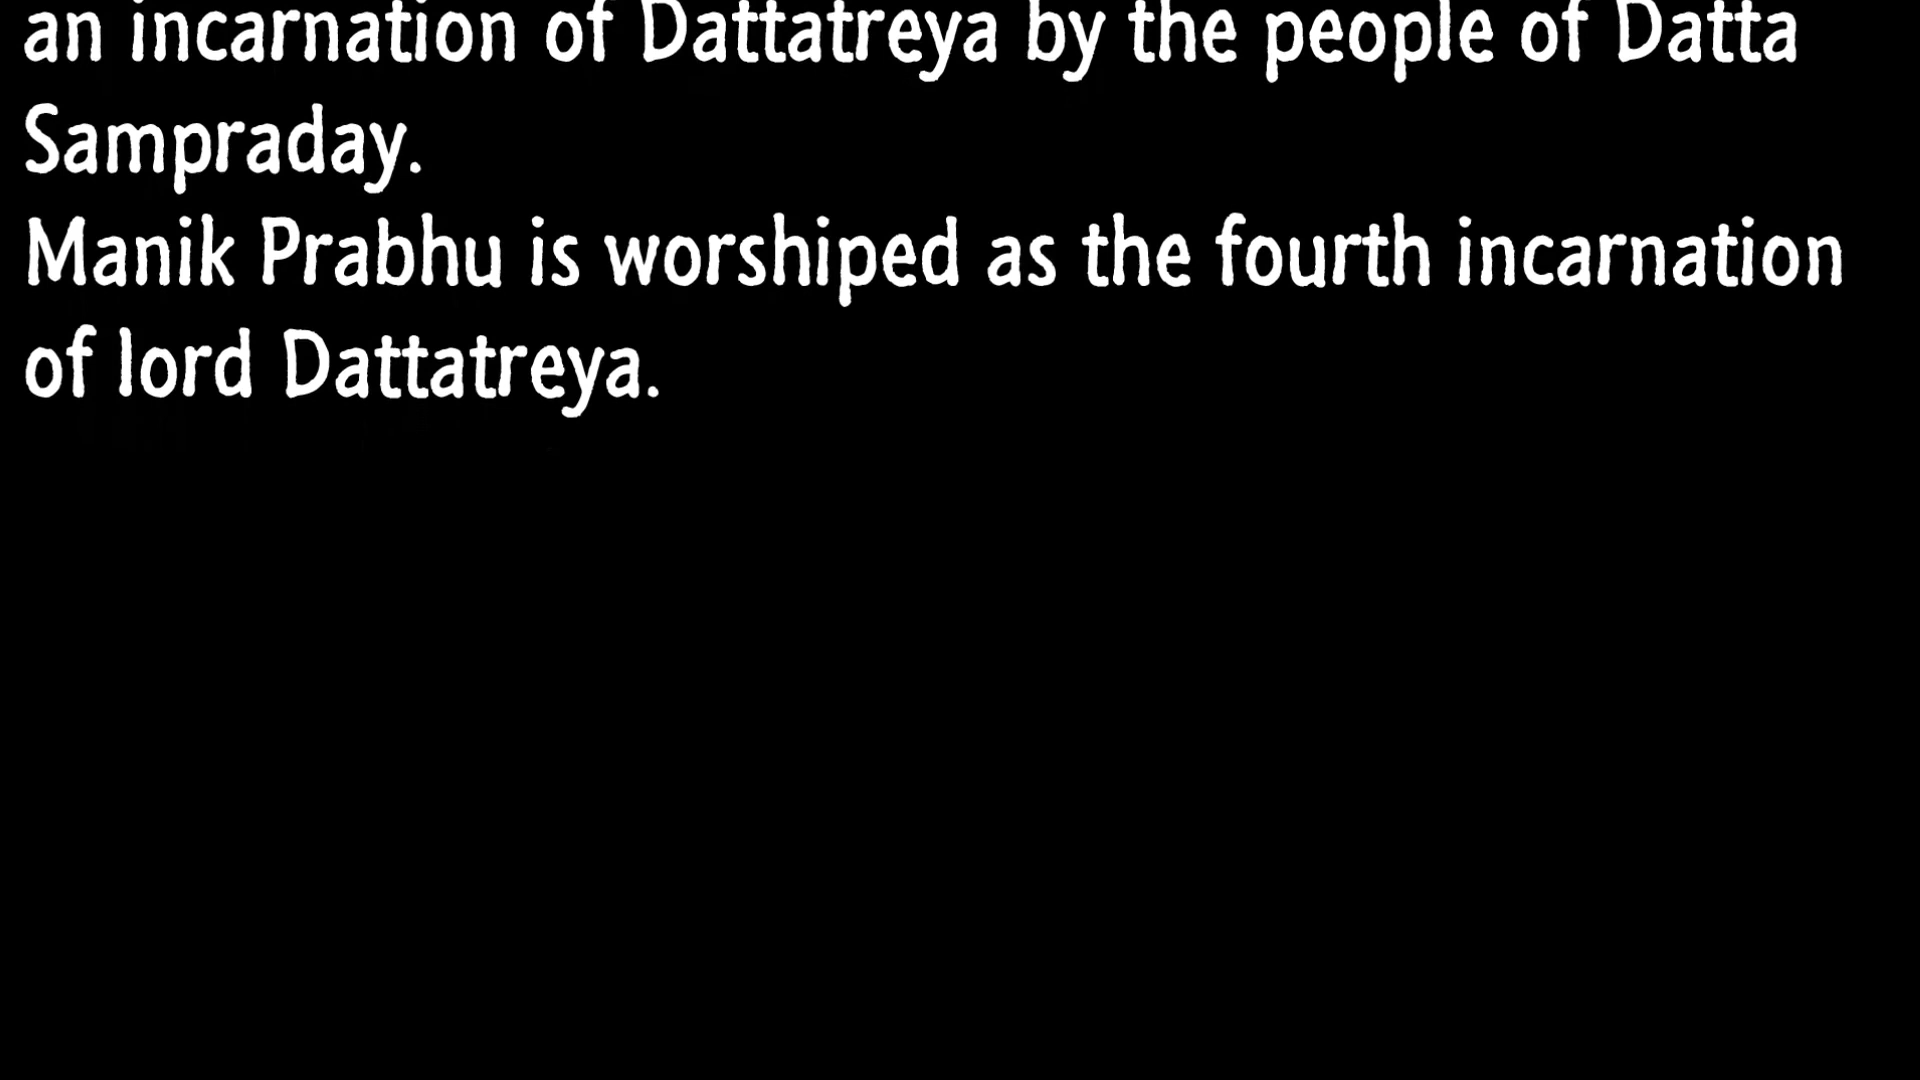 an incarnation of Dattatreya by the people of Datta
Sampraday.
Manik Prabhu is worshiped as the fourth incarnation
of lord Dattatreya.